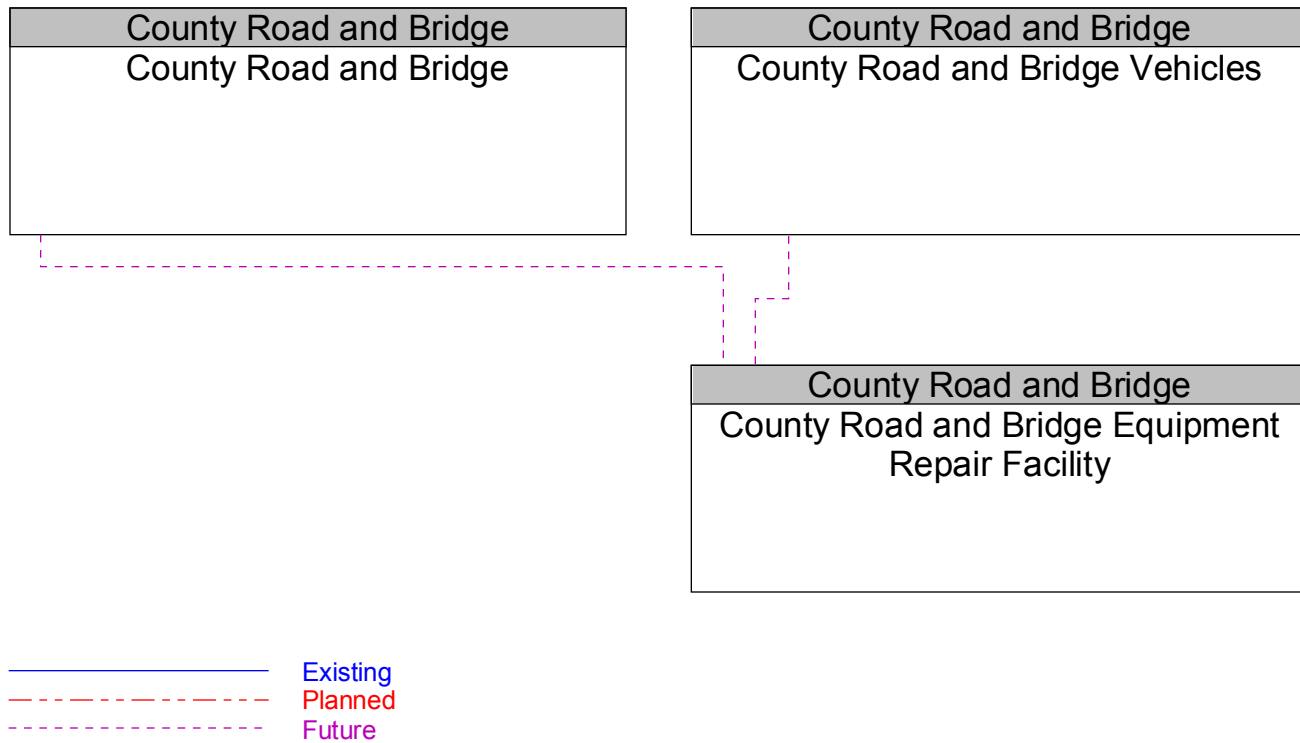 County Road and Bridge
County Road and Bridge
County Road and Bridge
County Road and Bridge Vehicles
County Road and Bridge
County Road and Bridge Equipment
Repair Facility
Existing
Planned
Future